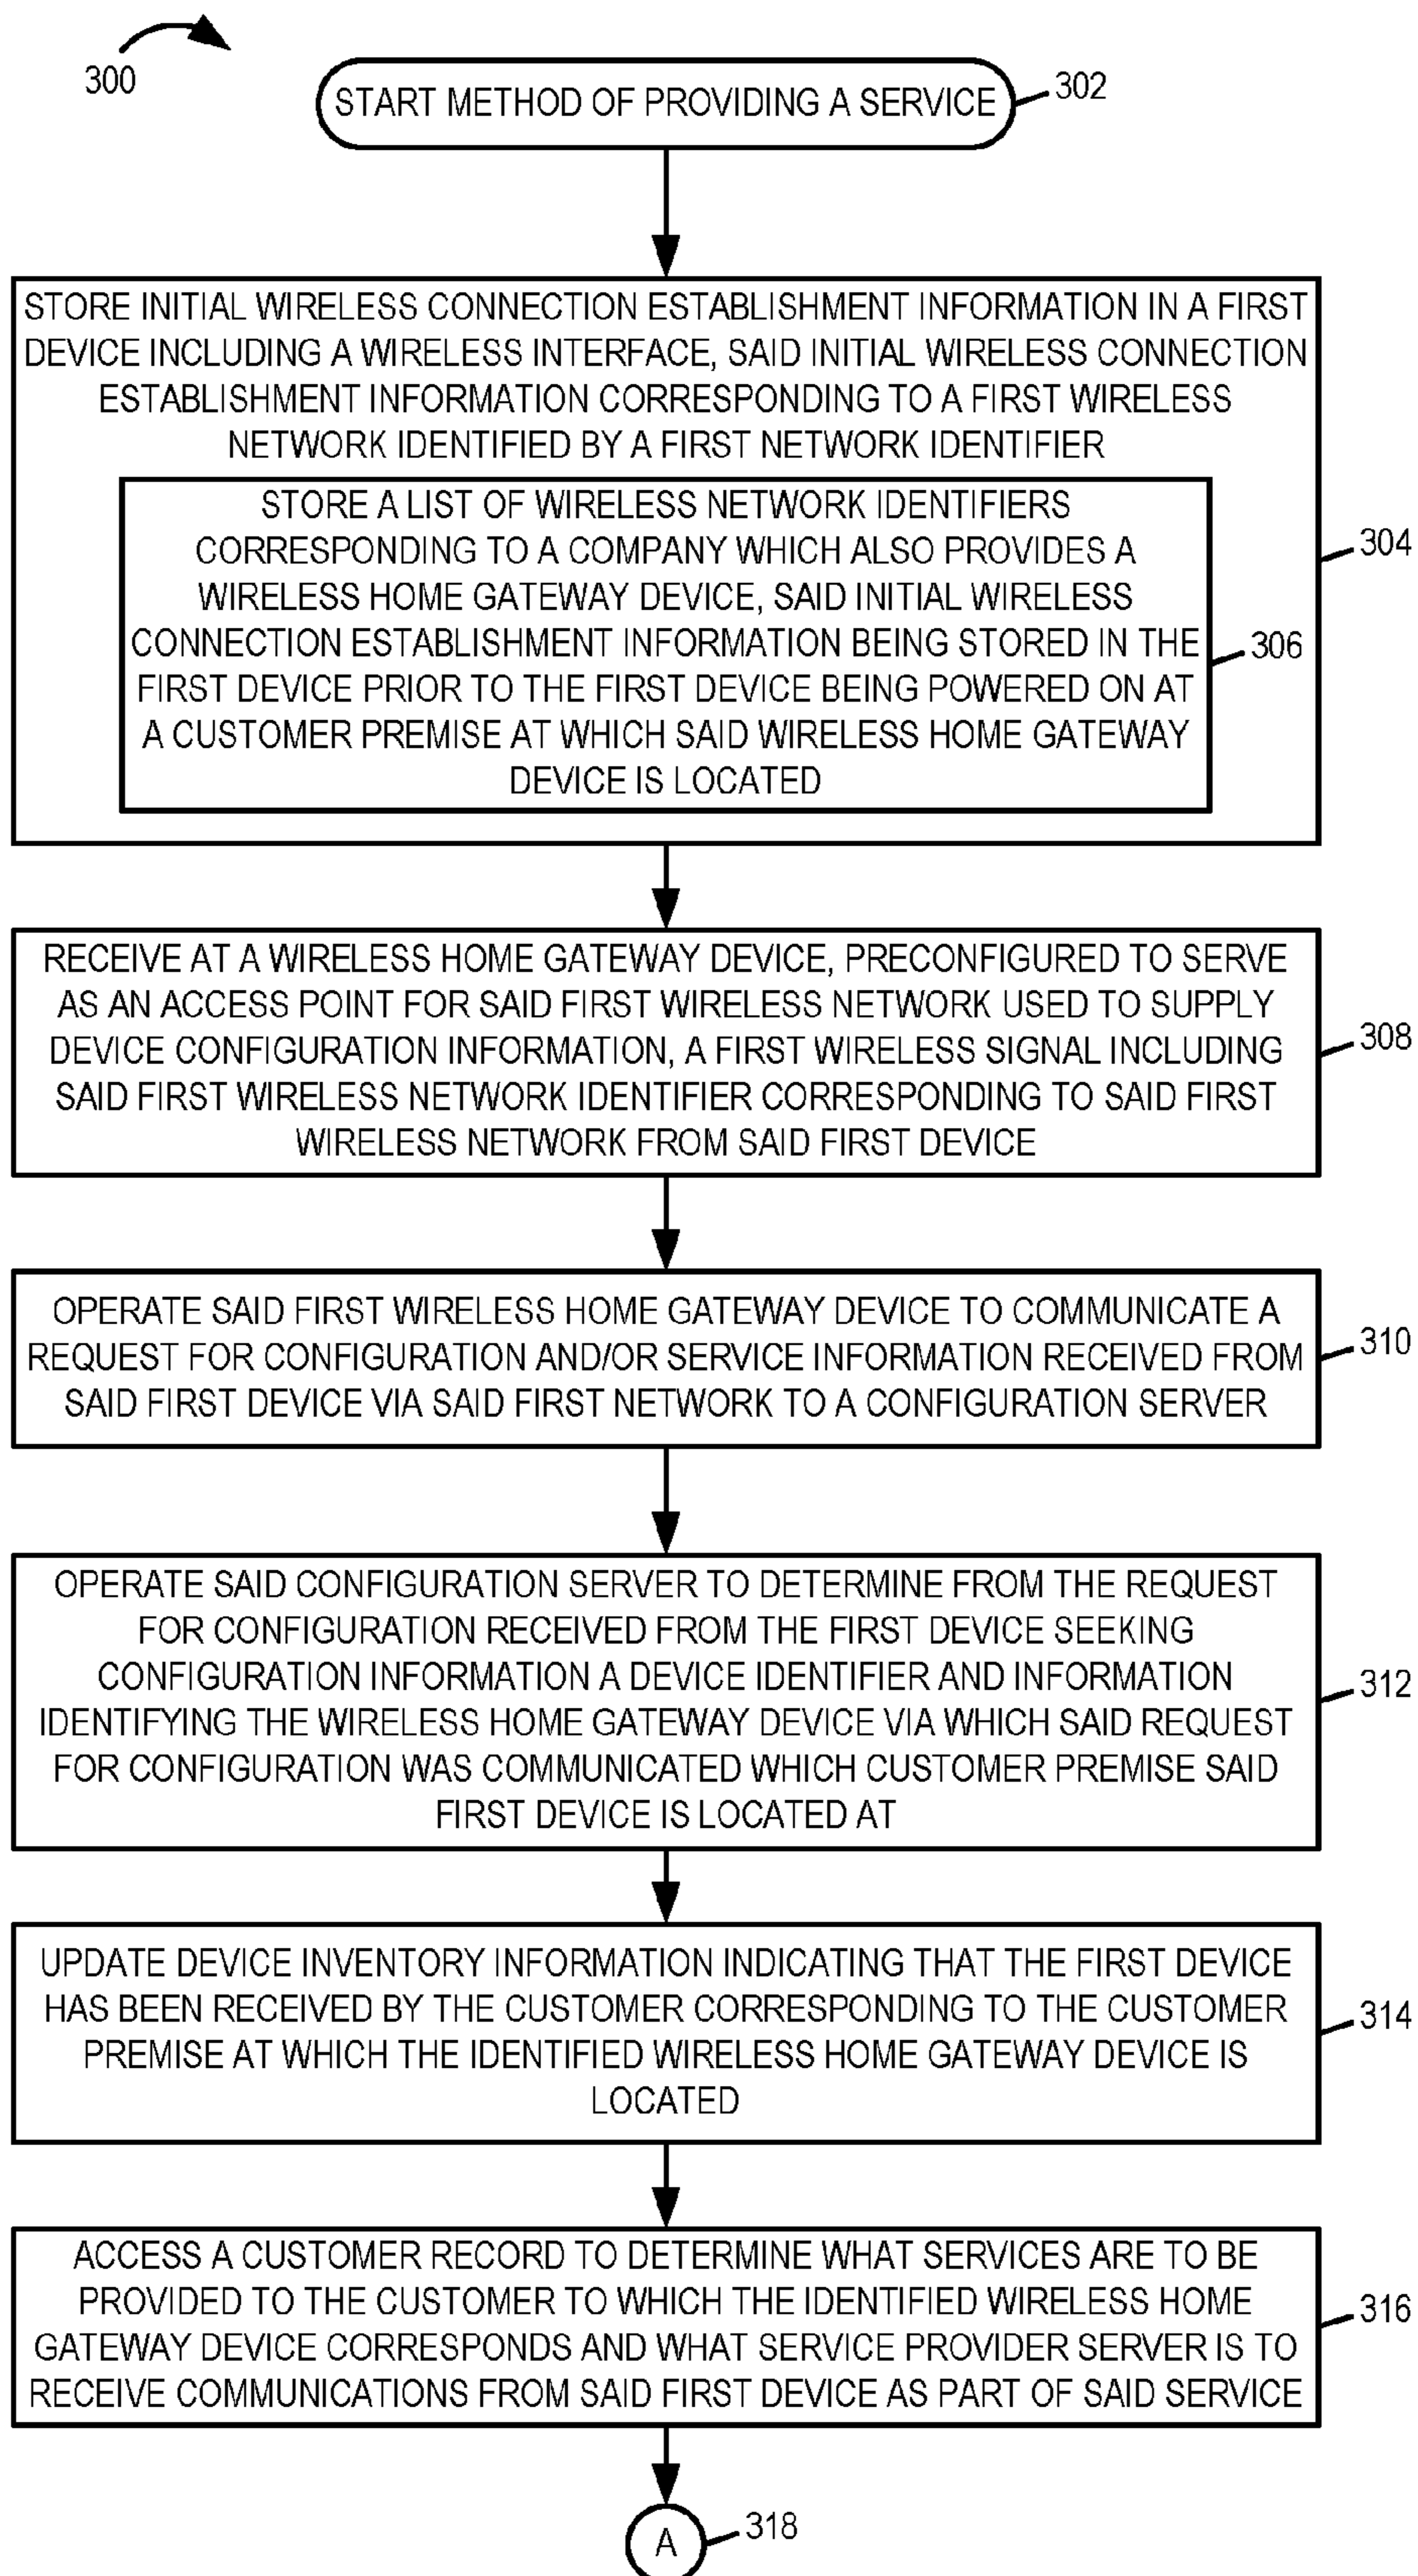 300
START METHOD OF PROVIDING A SERVICE
302
STORE INITIAL WIRELESS CONNECTION ESTABLISHMENT INFORMATION IN A FIRST
DEVICE INCLUDING A WIRELESS INTERFACE, SAID INITIAL WIRELESS CONNECTION
ESTABLISHMENT INFORMATION CORRESPONDING TO A FIRST WIRELESS
NETWORK IDENTIFIED BY A FIRST NETWORK IDENTIFIER
304
STORE A LIST OF WIRELESS NETWORK IDENTIFIERS
CORRESPONDING TO A COMPANY WHICH ALSO PROVIDES A
WIRELESS HOME GATEWAY DEVICE, SAID INITIAL WIRELESS
CONNECTION ESTABLISHMENT INFORMATION BEING STORED IN THE
FIRST DEVICE PRIOR TO THE FIRST DEVICE BEING POWERED ON AT
A CUSTOMER PREMISE AT WHICH SAID WIRELESS HOME GATEWAY
DEVICE IS LOCATED
306
RECEIVE AT A WIRELESS HOME GATEWAY DEVICE, PRECONFIGURED TO SERVE
AS AN ACCESS POINT FOR SAID FIRST WIRELESS NETWORK USED TO SUPPLY
DEVICE CONFIGURATION INFORMATION, A FIRST WIRELESS SIGNAL INCLUDING
SAID FIRST WIRELESS NETWORK IDENTIFIER CORRESPONDING TO SAID FIRST
WIRELESS NETWORK FROM SAID FIRST DEVICE
308
OPERATE SAID FIRST WIRELESS HOME GATEWAY DEVICE TO COMMUNICATE A
REQUEST FOR CONFIGURATION AND/OR SERVICE INFORMATION RECEIVED FROM
SAID FIRST DEVICE VIA SAID FIRST NETWORK TO A CONFIGURATION SERVER
310
OPERATE SAID CONFIGURATION SERVER TO DETERMINE FROM THE REQUEST
FOR CONFIGURATION RECEIVED FROM THE FIRST DEVICE SEEKING
CONFIGURATION INFORMATION A DEVICE IDENTIFIER AND INFORMATION
IDENTIFYING THE WIRELESS HOME GATEWAY DEVICE VIA WHICH SAID REQUEST
FOR CONFIGURATION WAS COMMUNICATED WHICH CUSTOMER PREMISE SAID
FIRST DEVICE IS LOCATED AT
312
UPDATE DEVICE INVENTORY INFORMATION INDICATING THAT THE FIRST DEVICE
HAS BEEN RECEIVED BY THE CUSTOMER CORRESPONDING TO THE CUSTOMER
PREMISE AT WHICH THE IDENTIFIED WIRELESS HOME GATEWAY DEVICE IS
LOCATED
314
ACCESS A CUSTOMER RECORD TO DETERMINE WHAT SERVICES ARE TO BE
PROVIDED TO THE CUSTOMER TO WHICH THE IDENTIFIED WIRELESS HOME
GATEWAY DEVICE CORRESPONDS AND WHAT SERVICE PROVIDER SERVER IS TO
RECEIVE COMMUNICATIONS FROM SAID FIRST DEVICE AS PART OF SAID SERVICE
316
A
318